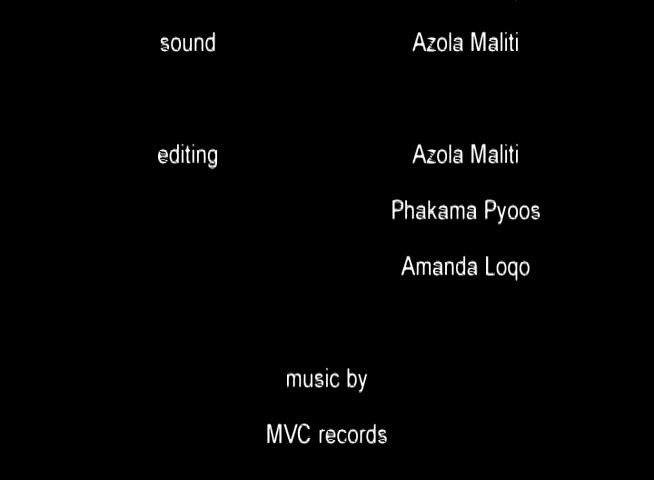 sound Azola Maliti
editing Azola Maliti
Phakama Pyoos
Amanda Loqo
music by
MVC records